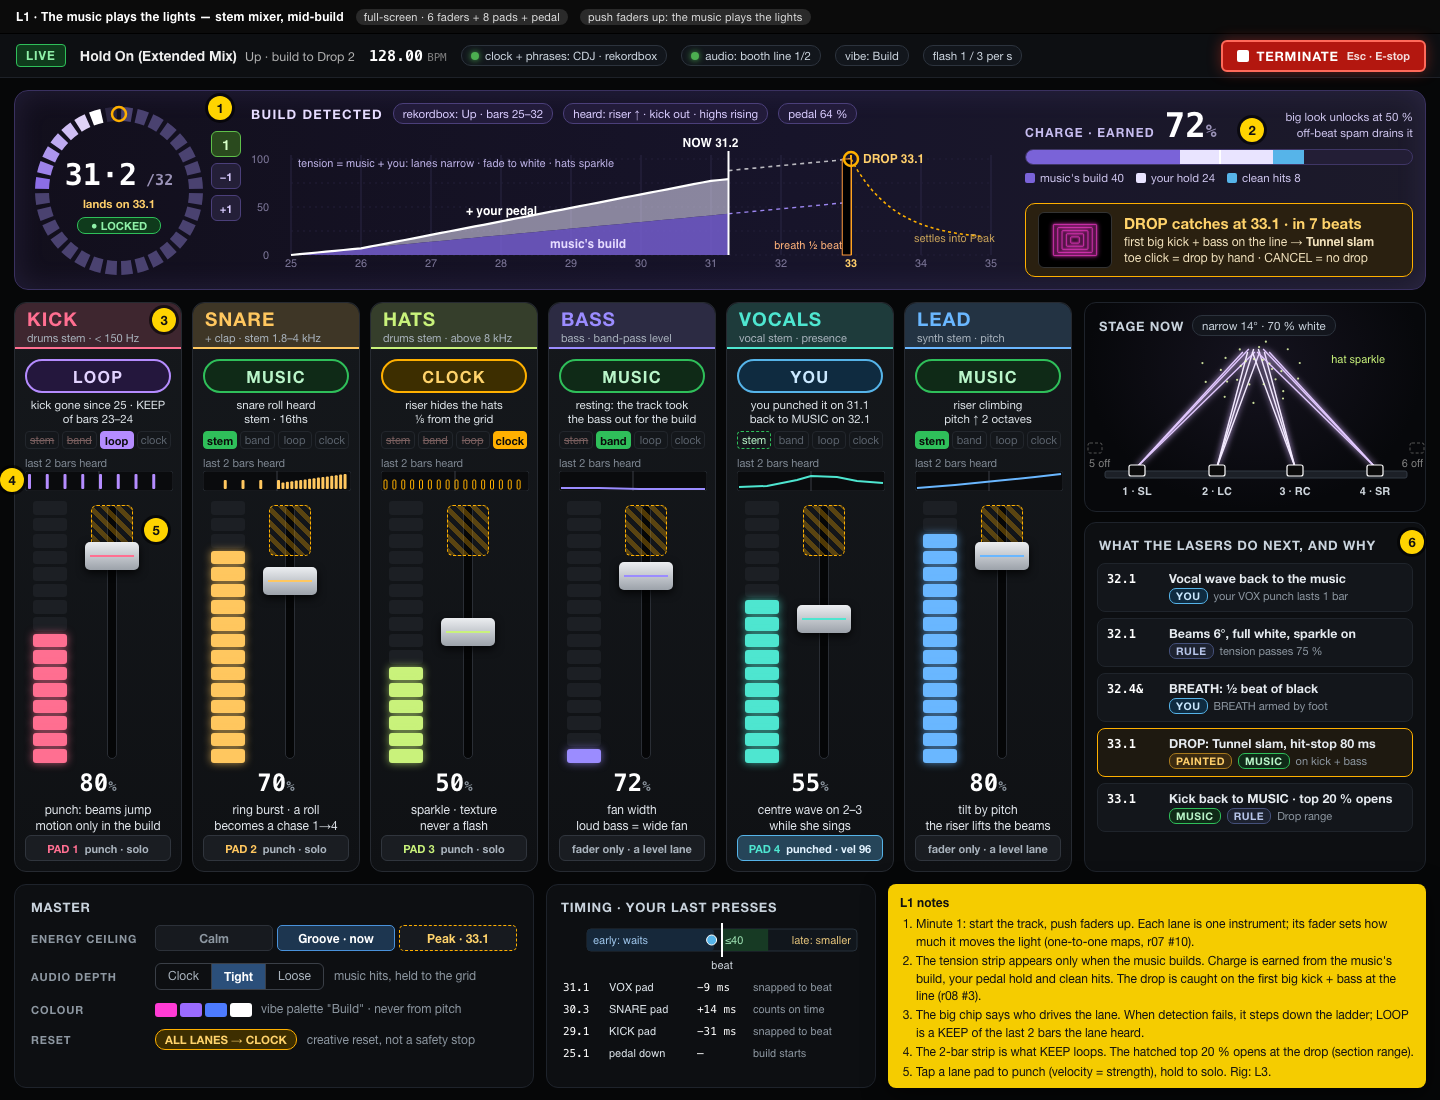 L1 · The music plays the lights — stem mixer, mid-build
full-screen · 6 faders + 8 pads + pedal
push faders up: the music plays the lights
LIVE
Hold On (Extended Mix) Up · build to Drop 2
128.00 BPM
clock + phrases: CDJ · rekordbox
audio: booth line 1/2
vibe: Build
flash 1 / 3 per s
TERMINATE Esc · E-stop
31·2 /32
lands on 33.1
LOCKED
1
1
−1
+1
BUILD DETECTED
rekordbox: Up · bars 25–32
heard: riser ↑ · kick out · highs rising
pedal 64 %
NOW 31.2
100
50
0
tension = music + you: lanes narrow · fade to white · hats sparkle
+ your pedal
music's build
DROP 33.1
breath ½ beat
settles into Peak
25 26 27 28 29 30 31 32 33 34 35
CHARGE · EARNED 72%
2
big look unlocks at 50 %
off-beat spam drains it
music's build 40
your hold 24
clean hits 8
DROP catches at 33.1 · in 7 beats
first big kick + bass on the line → Tunnel slam
toe click = drop by hand · CANCEL = no drop
KICK
drums stem · < 150 Hz
3
LOOP
kick gone since 25 · KEEP
of bars 23–24
stem band loop clock
last 2 bars heard
4
5
80%
punch: beams jump
motion only in the build
PAD 1 punch · solo
SNARE
+ clap · stem 1.8–4 kHz
MUSIC
snare roll heard
stem · 16ths
stem band loop clock
last 2 bars heard
70%
ring burst · a roll
becomes a chase 1→4
PAD 2 punch · solo
HATS
drums stem · above 8 kHz
CLOCK
riser hides the hats
⅛ from the grid
stem band loop clock
last 2 bars heard
50%
sparkle · texture
never a flash
PAD 3 punch · solo
BASS
bass · band-pass level
MUSIC
resting: the track took
the bass out for the build
stem band loop clock
last 2 bars heard
72%
fan width
loud bass = wide fan
fader only · a level lane
VOCALS
vocal stem · presence
YOU
you punched it on 31.1
back to MUSIC on 32.1
stem band loop clock
last 2 bars heard
55%
centre wave on 2–3
while she sings
PAD 4 punched · vel 96
LEAD
synth stem · pitch
MUSIC
riser climbing
pitch ↑ 2 octaves
stem band loop clock
last 2 bars heard
80%
tilt by pitch
the riser lifts the beams
fader only · a level lane
STAGE NOW
narrow 14° · 70 % white
hat sparkle
5 off
6 off
1 · SL
2 · LC
3 · RC
4 · SR
WHAT THE LASERS DO NEXT, AND WHY
6
32.1 Vocal wave back to the music
YOU your VOX punch lasts 1 bar
32.1 Beams 6°, full white, sparkle on
RULE tension passes 75 %
32.4& BREATH: ½ beat of black
YOU BREATH armed by foot
33.1 DROP: Tunnel slam, hit-stop 80 ms
PAINTED MUSIC on kick + bass
33.1 Kick back to MUSIC · top 20 % opens
MUSIC RULE Drop range
MASTER
ENERGY CEILING
Calm
Groove · now
Peak · 33.1
AUDIO DEPTH
Clock Tight Loose
music hits, held to the grid
COLOUR
vibe palette "Build" · never from pitch
RESET
ALL LANES → CLOCK
creative reset, not a safety stop
TIMING · YOUR LAST PRESSES
early: waits
≤40
late: smaller
beat
31.1 VOX pad −9 ms snapped to beat
30.3 SNARE pad +14 ms counts on time
29.1 KICK pad −31 ms snapped to beat
25.1 pedal down – build starts
L1 notes
1. Minute 1: start the track, push faders up. Each lane is one instrument; its fader sets how
much it moves the light (one-to-one maps, r07 #10).
2. The tension strip appears only when the music builds. Charge is earned from the music's
build, your pedal hold and clean hits. The drop is caught on the first big kick + bass at the
line (r08 #3).
3. The big chip says who drives the lane. When detection fails, it steps down the ladder; LOOP
is a KEEP of the last 2 bars the lane heard.
4. The 2-bar strip is what KEEP loops. The hatched top 20 % opens at the drop (section range).
5. Tap a lane pad to punch (velocity = strength), hold to solo. Rig: L3.